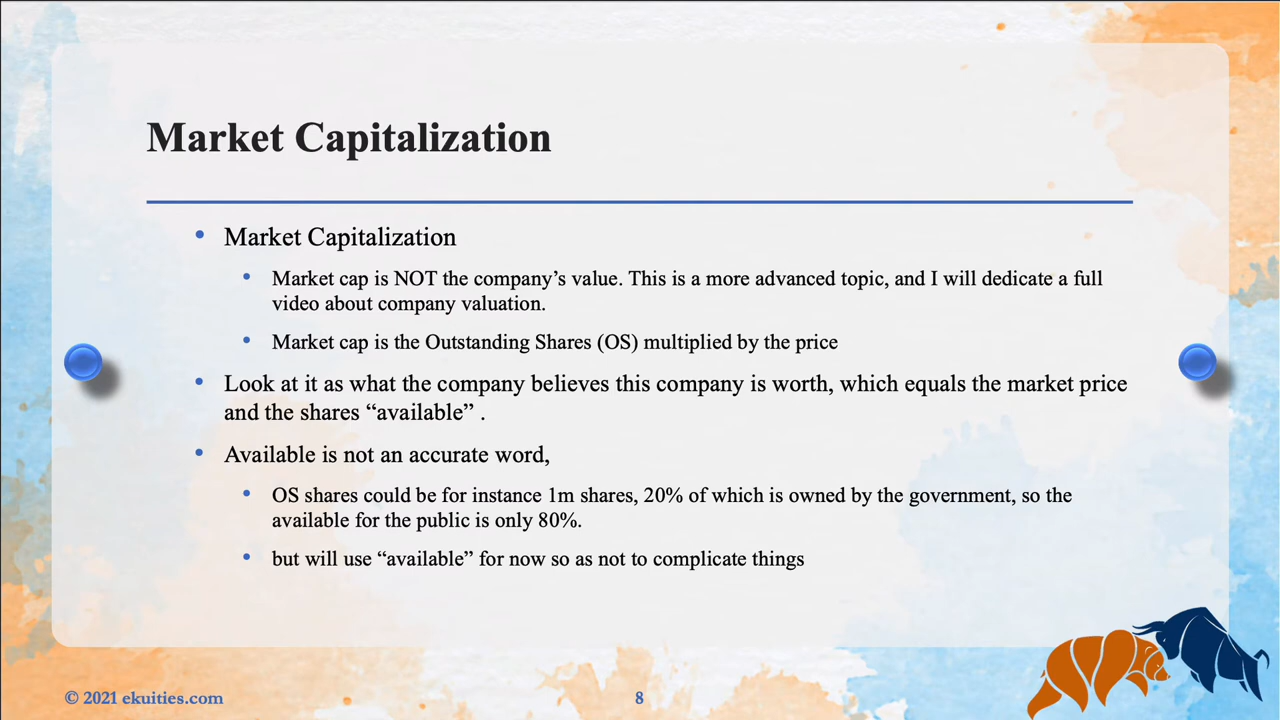 Market Capitalization
• Market Capitalization
• Market cap is NOT the company’s value. This is a more advanced topic, and I will dedicate a full
video about company valuation.
• Market cap is the Outstanding Shares (OS) multiplied by the price
• Look at it as what the company believes this company is worth, which equals the market price
and the shares “available” .
• Available is not an accurate word,
• OS shares could be for instance 1m shares, 20% of which is owned by the government, so the
available for the public is only 80%.
• but will use “available” for now so as not to complicate things
© 2021 ekuities.com
8